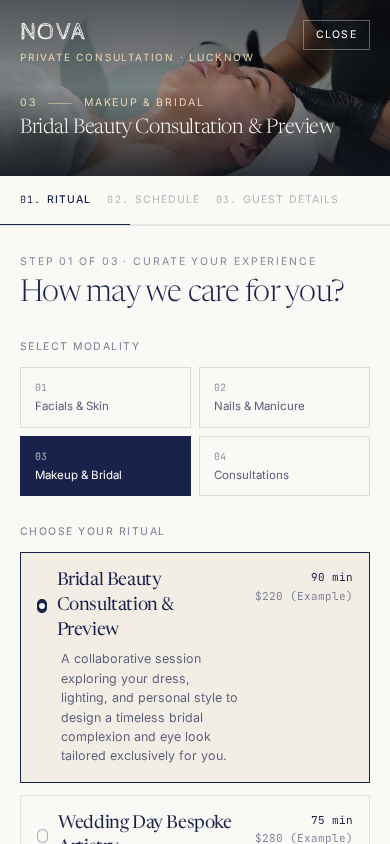 NOVA
CLOSE
PRIVATE CONSULTATION · LUCKNOW
03 MAKEUP & BRIDAL
Bridal Beauty Consultation & Preview
01. RITUAL 02. SCHEDULE 03. GUEST DETAILS
STEP 01 OF 03 · CURATE YOUR EXPERIENCE
How may we care for you?
SELECT MODALITY
01
Facials & Skin
02
Nails & Manicure
03
Makeup & Bridal
04
Consultations
CHOOSE YOUR RITUAL
Bridal Beauty
Consultation &
Preview
90 min
$220 (Example)
A collaborative session
exploring your dress,
lighting, and personal style to
design a timeless bridal
complexion and eye look
tailored exclusively for you.
Wedding Day Bespoke
Artistry
75 min
$280 (Example)